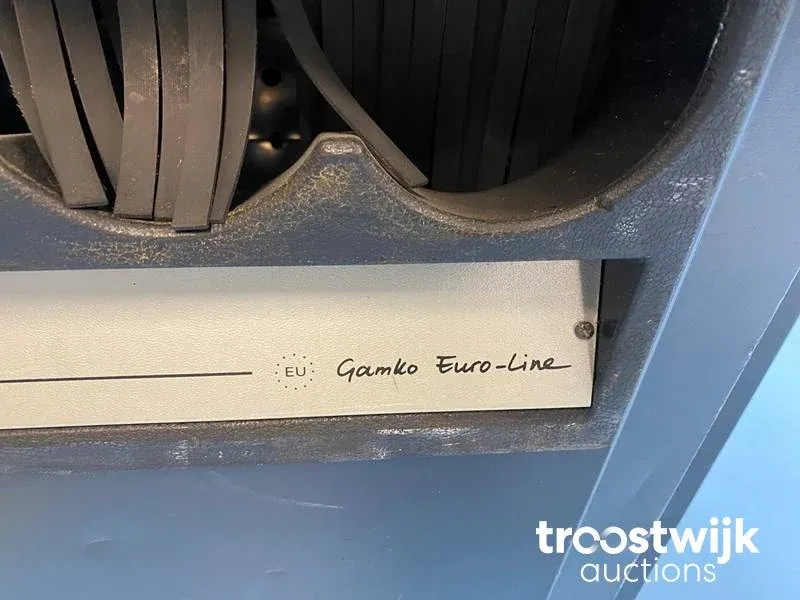 EU Gamko Euro-Line
troostwijk
auctions